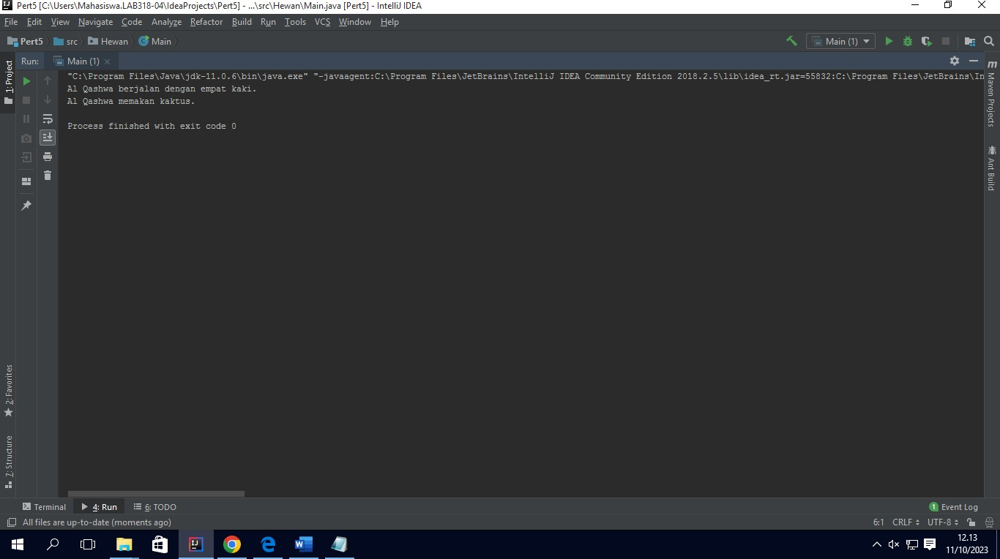 Pert5 [C:\Users\Mahasiswa.LAB318-04\IdeaProjects\Pert5] - ...\src\Hewan\Main.java [Pert5] - IntelliJ IDEA
File Edit View Navigate Code Analyze Refactor Build Run Tools VCS Window Help
Pert5 src Hewan Main Main (1)
Run: Main (1)
1: Project
"C:\Program Files\Java\jdk-11.0.6\bin\java.exe" "-javaagent:C:\Program Files\JetBrains\IntelliJ IDEA Community Edition 2018.2.5\lib\idea_rt.jar=55832:C:\Program Files\JetBrains\In
Al Qashwa berjalan dengan empat kaki.
Al Qashwa memakan kaktus.
Process finished with exit code 0
m Maven Projects
Ant Build
2: Favorites
7: Structure
Terminal 4: Run 6: TODO 1 Event Log
All files are up-to-date (moments ago) 6:1 CRLF UTF-8
12.13
11/10/2023